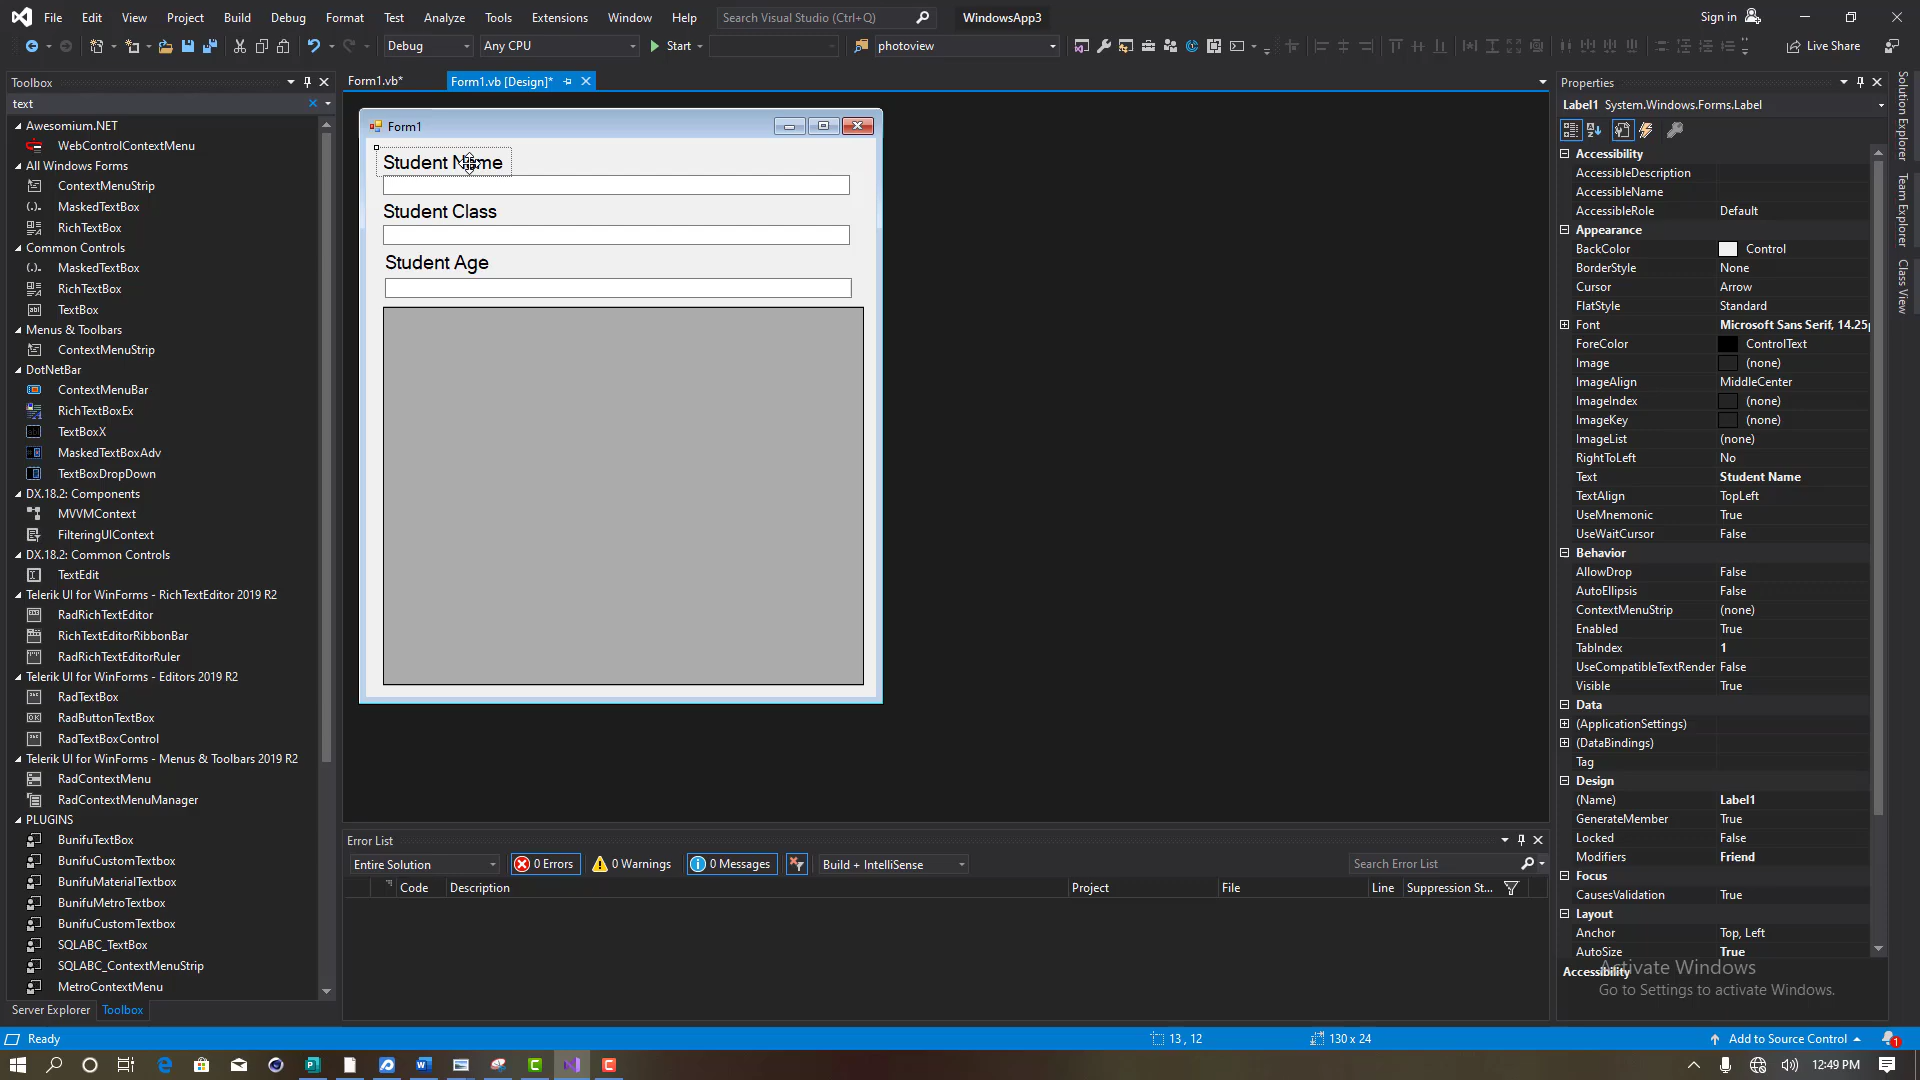 File Edit View Project Build Debug Format Test Analyze Tools Extensions Window Help Search Visual Studio (Ctrl+Q) WindowsApp3 Sign in
Debug Any CPU Start photoview Live Share
Toolbox
text
Awesomium.NET
WebControlContextMenu
All Windows Forms
ContextMenuStrip
MaskedTextBox
RichTextBox
Common Controls
MaskedTextBox
RichTextBox
TextBox
Menus & Toolbars
ContextMenuStrip
DotNetBar
ContextMenuBar
RichTextBoxEx
TextBoxX
MaskedTextBoxAdv
TextBoxDropDown
DX.18.2: Components
MVVMContext
FilteringUIContext
DX.18.2: Common Controls
TextEdit
Telerik UI for WinForms - RichTextEditor 2019 R2
RadRichTextEditor
RichTextEditorRibbonBar
RadRichTextEditorRuler
Telerik UI for WinForms - Editors 2019 R2
RadTextBox
RadButtonTextBox
RadTextBoxControl
Telerik UI for WinForms - Menus & Toolbars 2019 R2
RadContextMenu
RadContextMenuManager
PLUGINS
BunifuTextBox
BunifuCustomTextbox
BunifuMaterialTextbox
BunifuMetroTextbox
BunifuCustomTextbox
SQLABC_TextBox
SQLABC_ContextMenuStrip
MetroContextMenu
Server Explorer Toolbox
Form1.vb* Form1.vb [Design]*
Form1
Student Name
Student Class
Student Age
Error List
Entire Solution 0 Errors 0 Warnings 0 Messages Build + IntelliSense Search Error List
Code Description Project File Line Suppression St...
Properties
Label1 System.Windows.Forms.Label
Accessibility
AccessibleDescription
AccessibleName
AccessibleRole Default
Appearance
BackColor Control
BorderStyle None
Cursor Arrow
FlatStyle Standard
Font Microsoft Sans Serif, 14.25p
ForeColor ControlText
Image (none)
ImageAlign MiddleCenter
ImageIndex (none)
ImageKey (none)
ImageList (none)
RightToLeft No
Text Student Name
TextAlign TopLeft
UseMnemonic True
UseWaitCursor False
Behavior
AllowDrop False
AutoEllipsis False
ContextMenuStrip (none)
Enabled True
TabIndex 1
UseCompatibleTextRender False
Visible True
Data
(ApplicationSettings)
(DataBindings)
Tag
Design
(Name) Label1
GenerateMember True
Locked False
Modifiers Friend
Focus
CausesValidation True
Layout
Anchor Top, Left
AutoSize True
Accessibility
Activate Windows
Go to Settings to activate Windows.
Solution Explorer
Team Explorer
Class View
Ready 13 , 12 130 x 24 Add to Source Control 1
12:49 PM